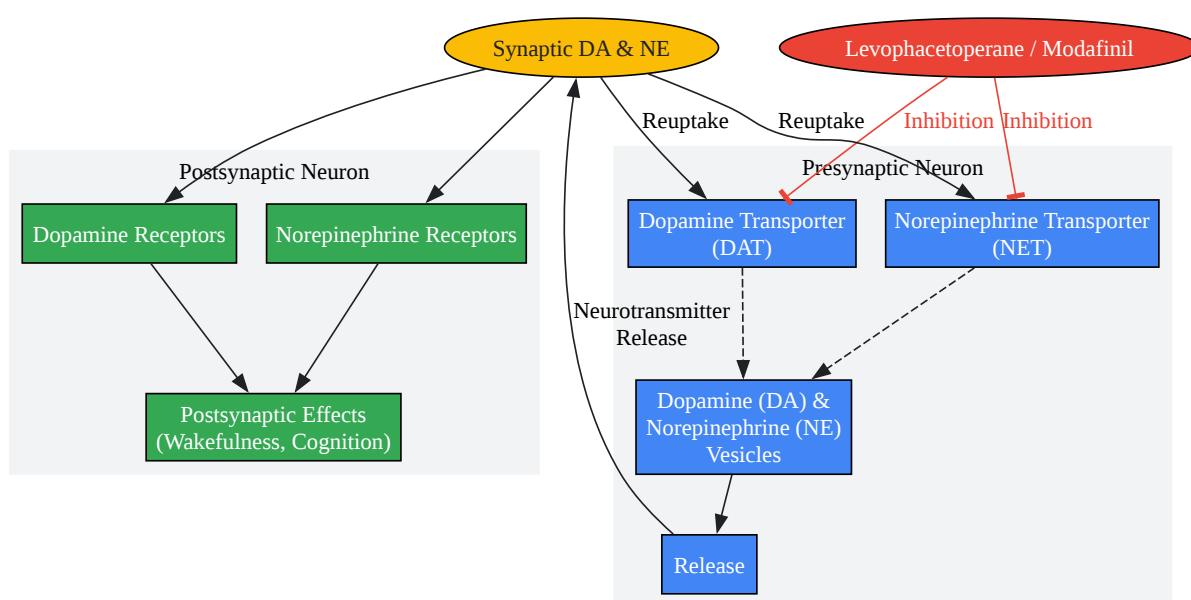 Synaptic DA & NE
Levophacetoperane / Modafinil
Reuptake
Reuptake
Inhibition
Inhibition
Postsynaptic Neuron
Presynaptic Neuron
Dopamine Receptors
Norepinephrine Receptors
Dopamine Transporter
(DAT)
Norepinephrine Transporter
(NET)
Neurotransmitter
Release
Postsynaptic Effects
(Wakefulness, Cognition)
Dopamine (DA) &
Norepinephrine (NE)
Vesicles
Release